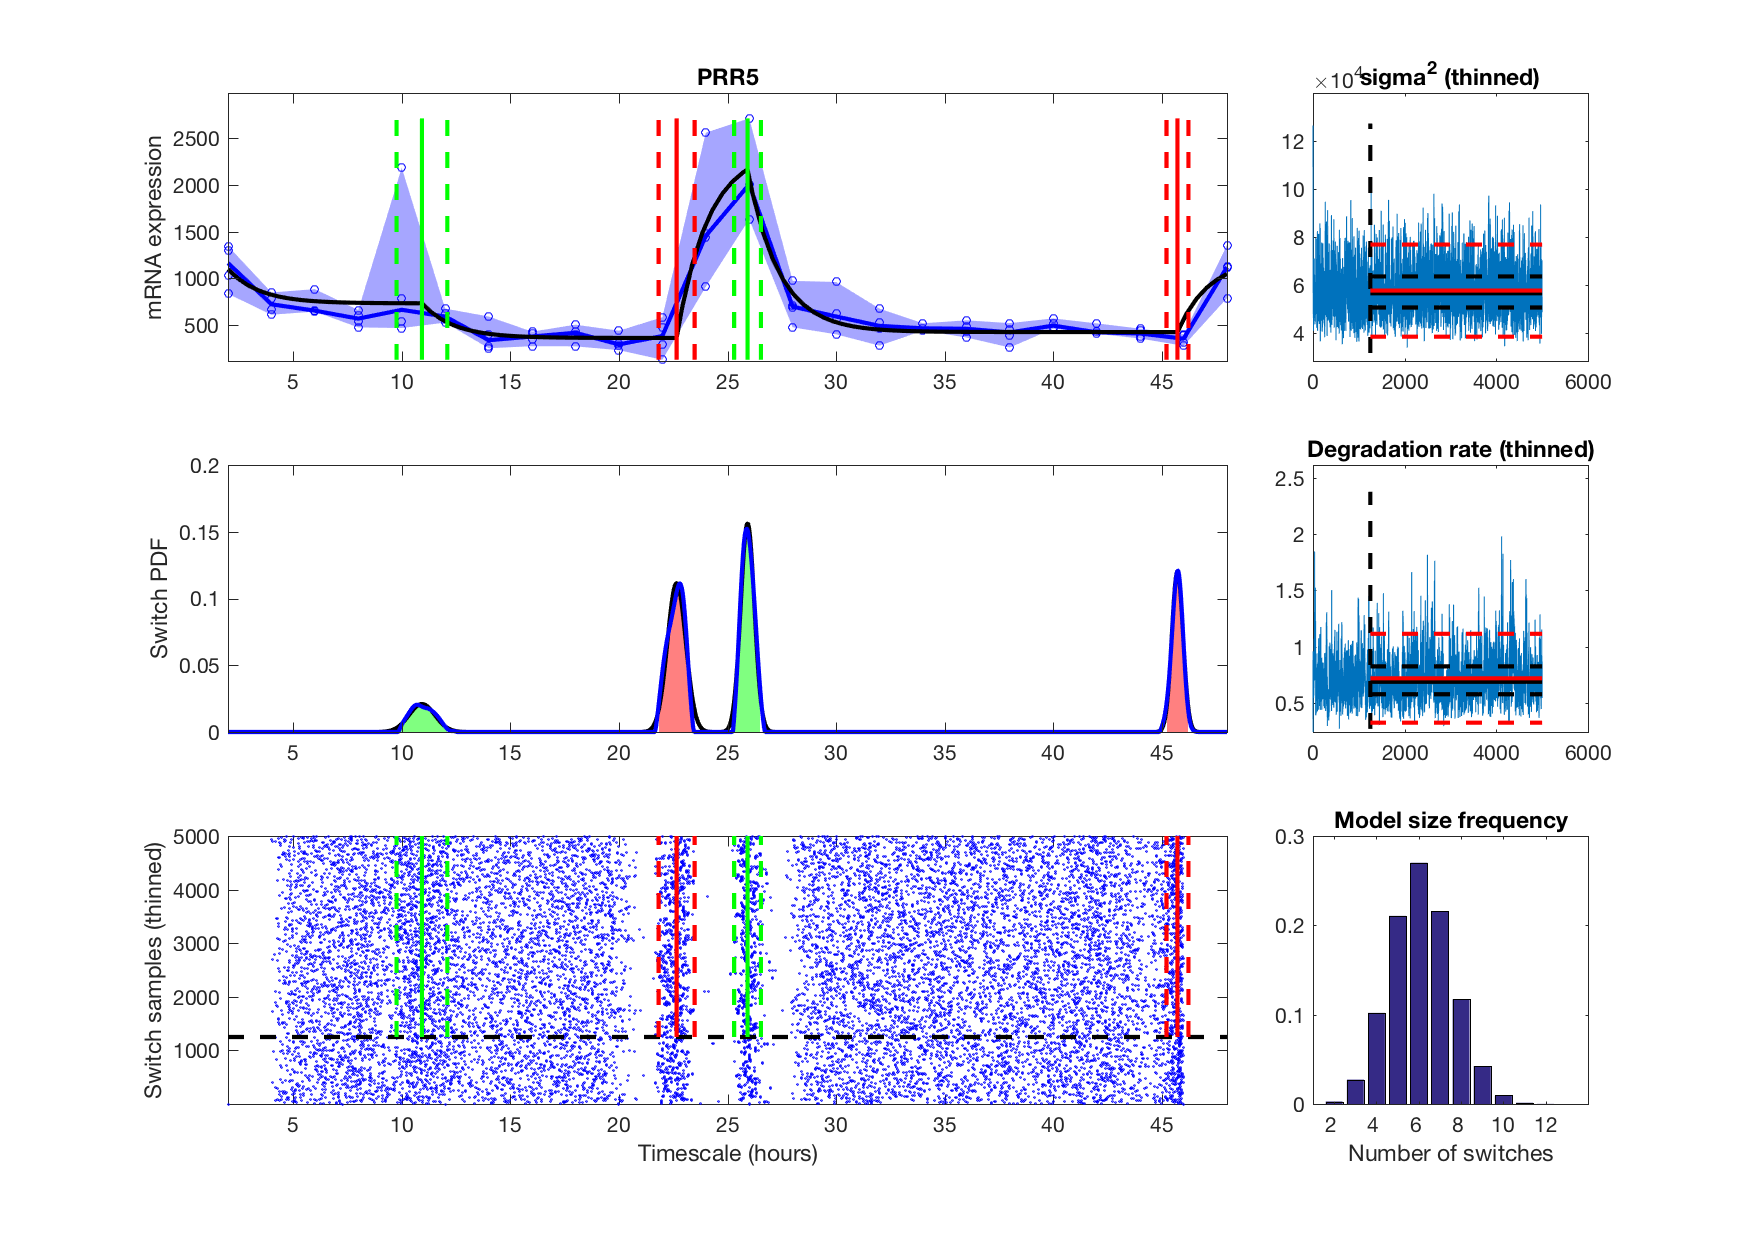 PRR5
mRNA expression
2500
2000
1500
1000
500
5 10 15 20 25 30 35 40 45
×10⁴
sigma² (thinned)
12
10
8
6
4
0 2000 4000 6000
Switch PDF
0.2
0.15
0.1
0.05
0
5 10 15 20 25 30 35 40 45
Degradation rate (thinned)
2.5
2
1.5
1
0.5
0 2000 4000 6000
Switch samples (thinned)
5000
4000
3000
2000
1000
5 10 15 20 25 30 35 40 45
Timescale (hours)
Model size frequency
0.3
0.2
0.1
0
2 4 6 8 10 12
Number of switches